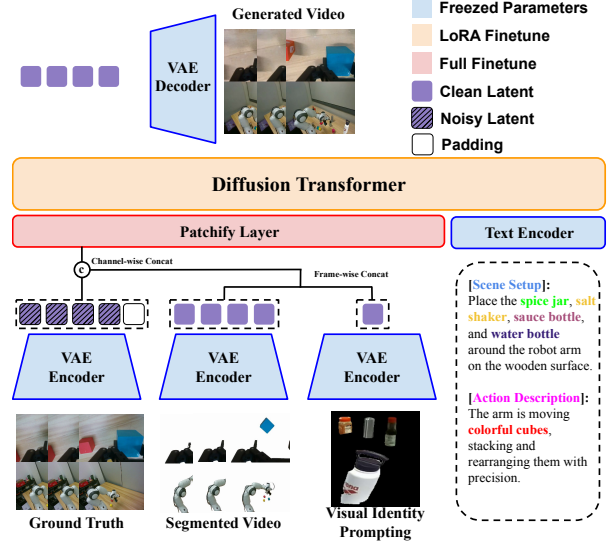 Generated Video
Freezed Parameters
LoRA Finetune
Full Finetune
Clean Latent
Noisy Latent
Padding
VAE
Decoder
Diffusion Transformer
Patchify Layer
Text Encoder
c
Channel-wise Concat
Frame-wise Concat
VAE
Encoder
VAE
Encoder
VAE
Encoder
Ground Truth
Segmented Video
Visual Identity
Prompting
[Scene Setup]:
Place the spice jar, salt
shaker, sauce bottle,
and water bottle
around the robot arm
on the wooden surface.
[Action Description]:
The arm is moving
colorful cubes,
stacking and
rearranging them with
precision.